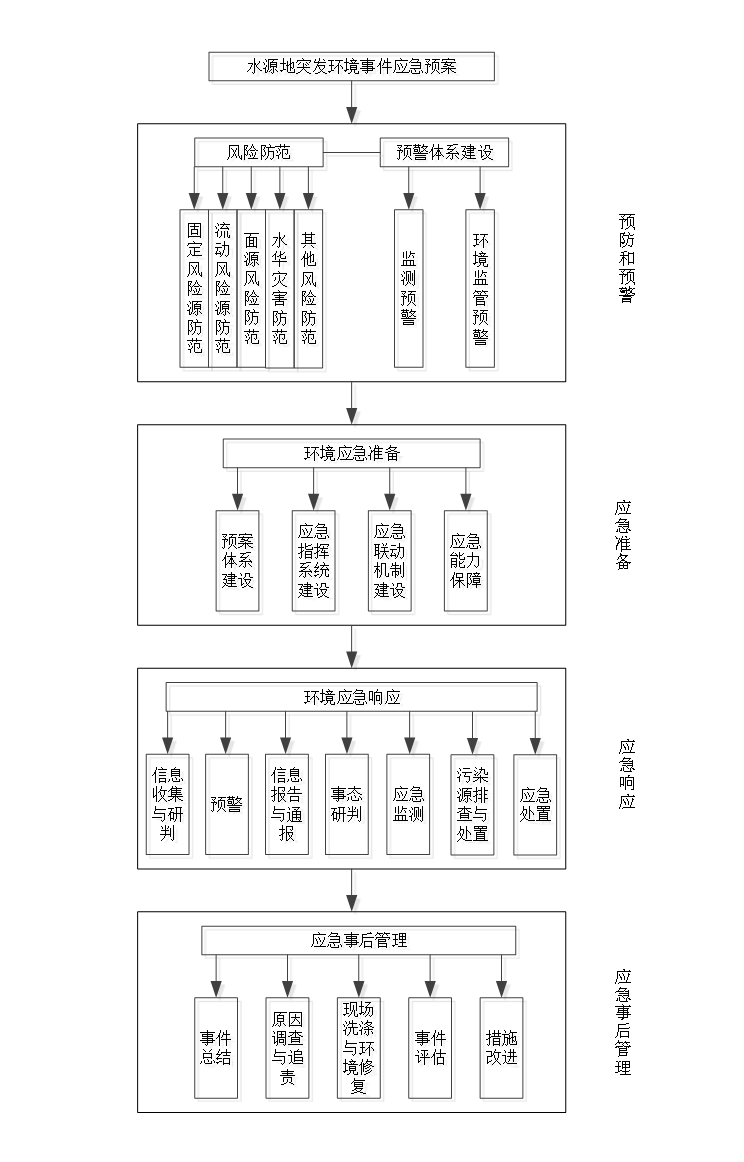 水源地突发环境事件应急预案
风险防范
预警体系建设
固定风险源防范
流动风险源防范
面源风险防范
水华灾害防范
其他风险防范
监测预警
环境监管预警
预防和预警
环境应急准备
预案
体系
建设
应急
指挥
系统
建设
应急
联动
机制
建设
应急
能力
保障
应急准备
环境应急响应
信息
收集
与研
判
预警
信息
报告
与通
报
事态
研判
应急
监测
污染
源排
查与
处置
应急
处置
应急响应
应急事后管理
事件
总结
原因
调查
与追
责
现场
洗涤
与环
境修
复
事件
评估
措施
改进
应急事后管理